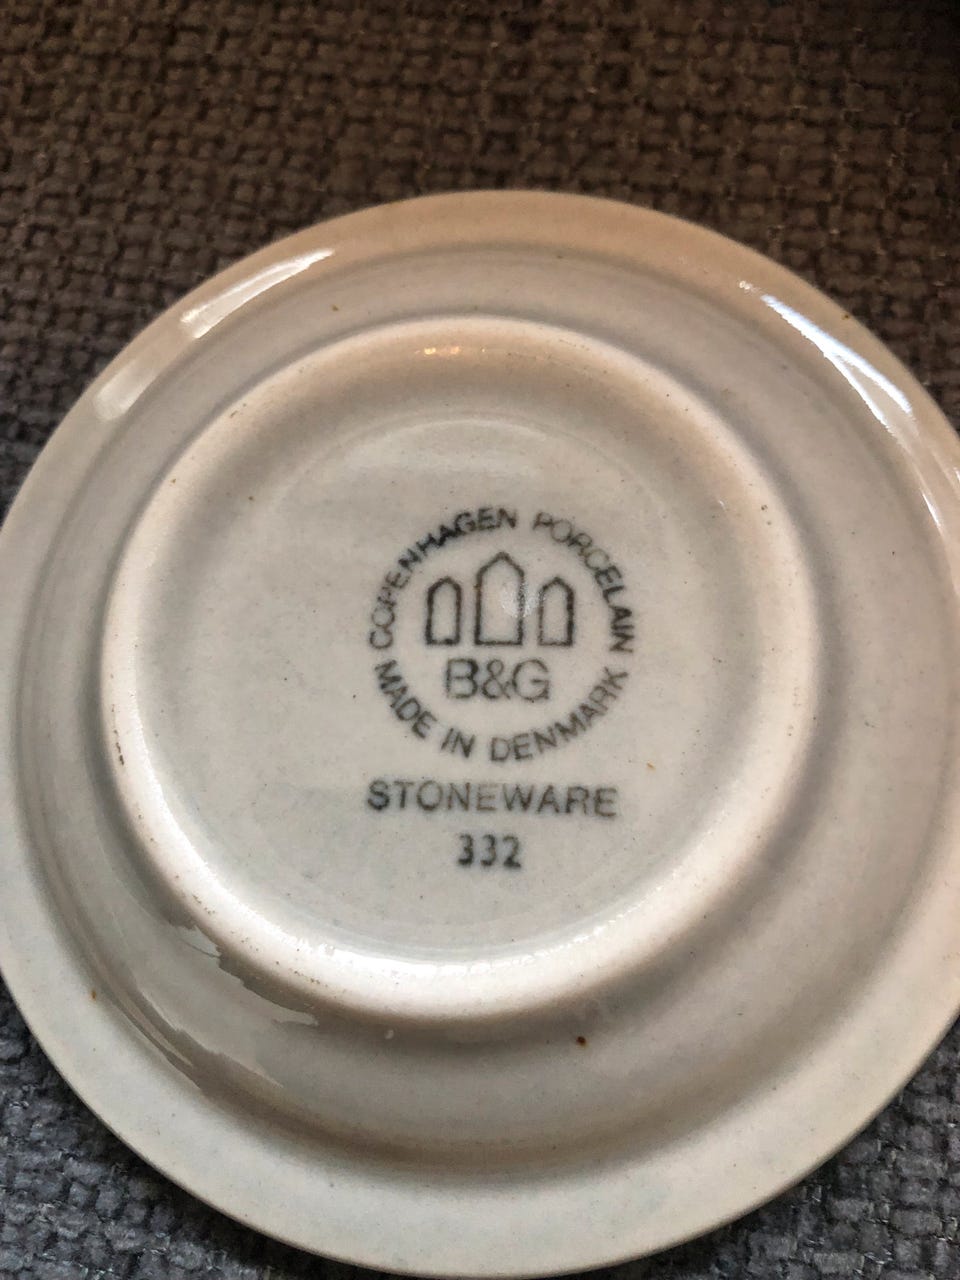 COPENHAGEN PORCELAIN
B&G
MADE IN DENMARK
STONEWARE
332